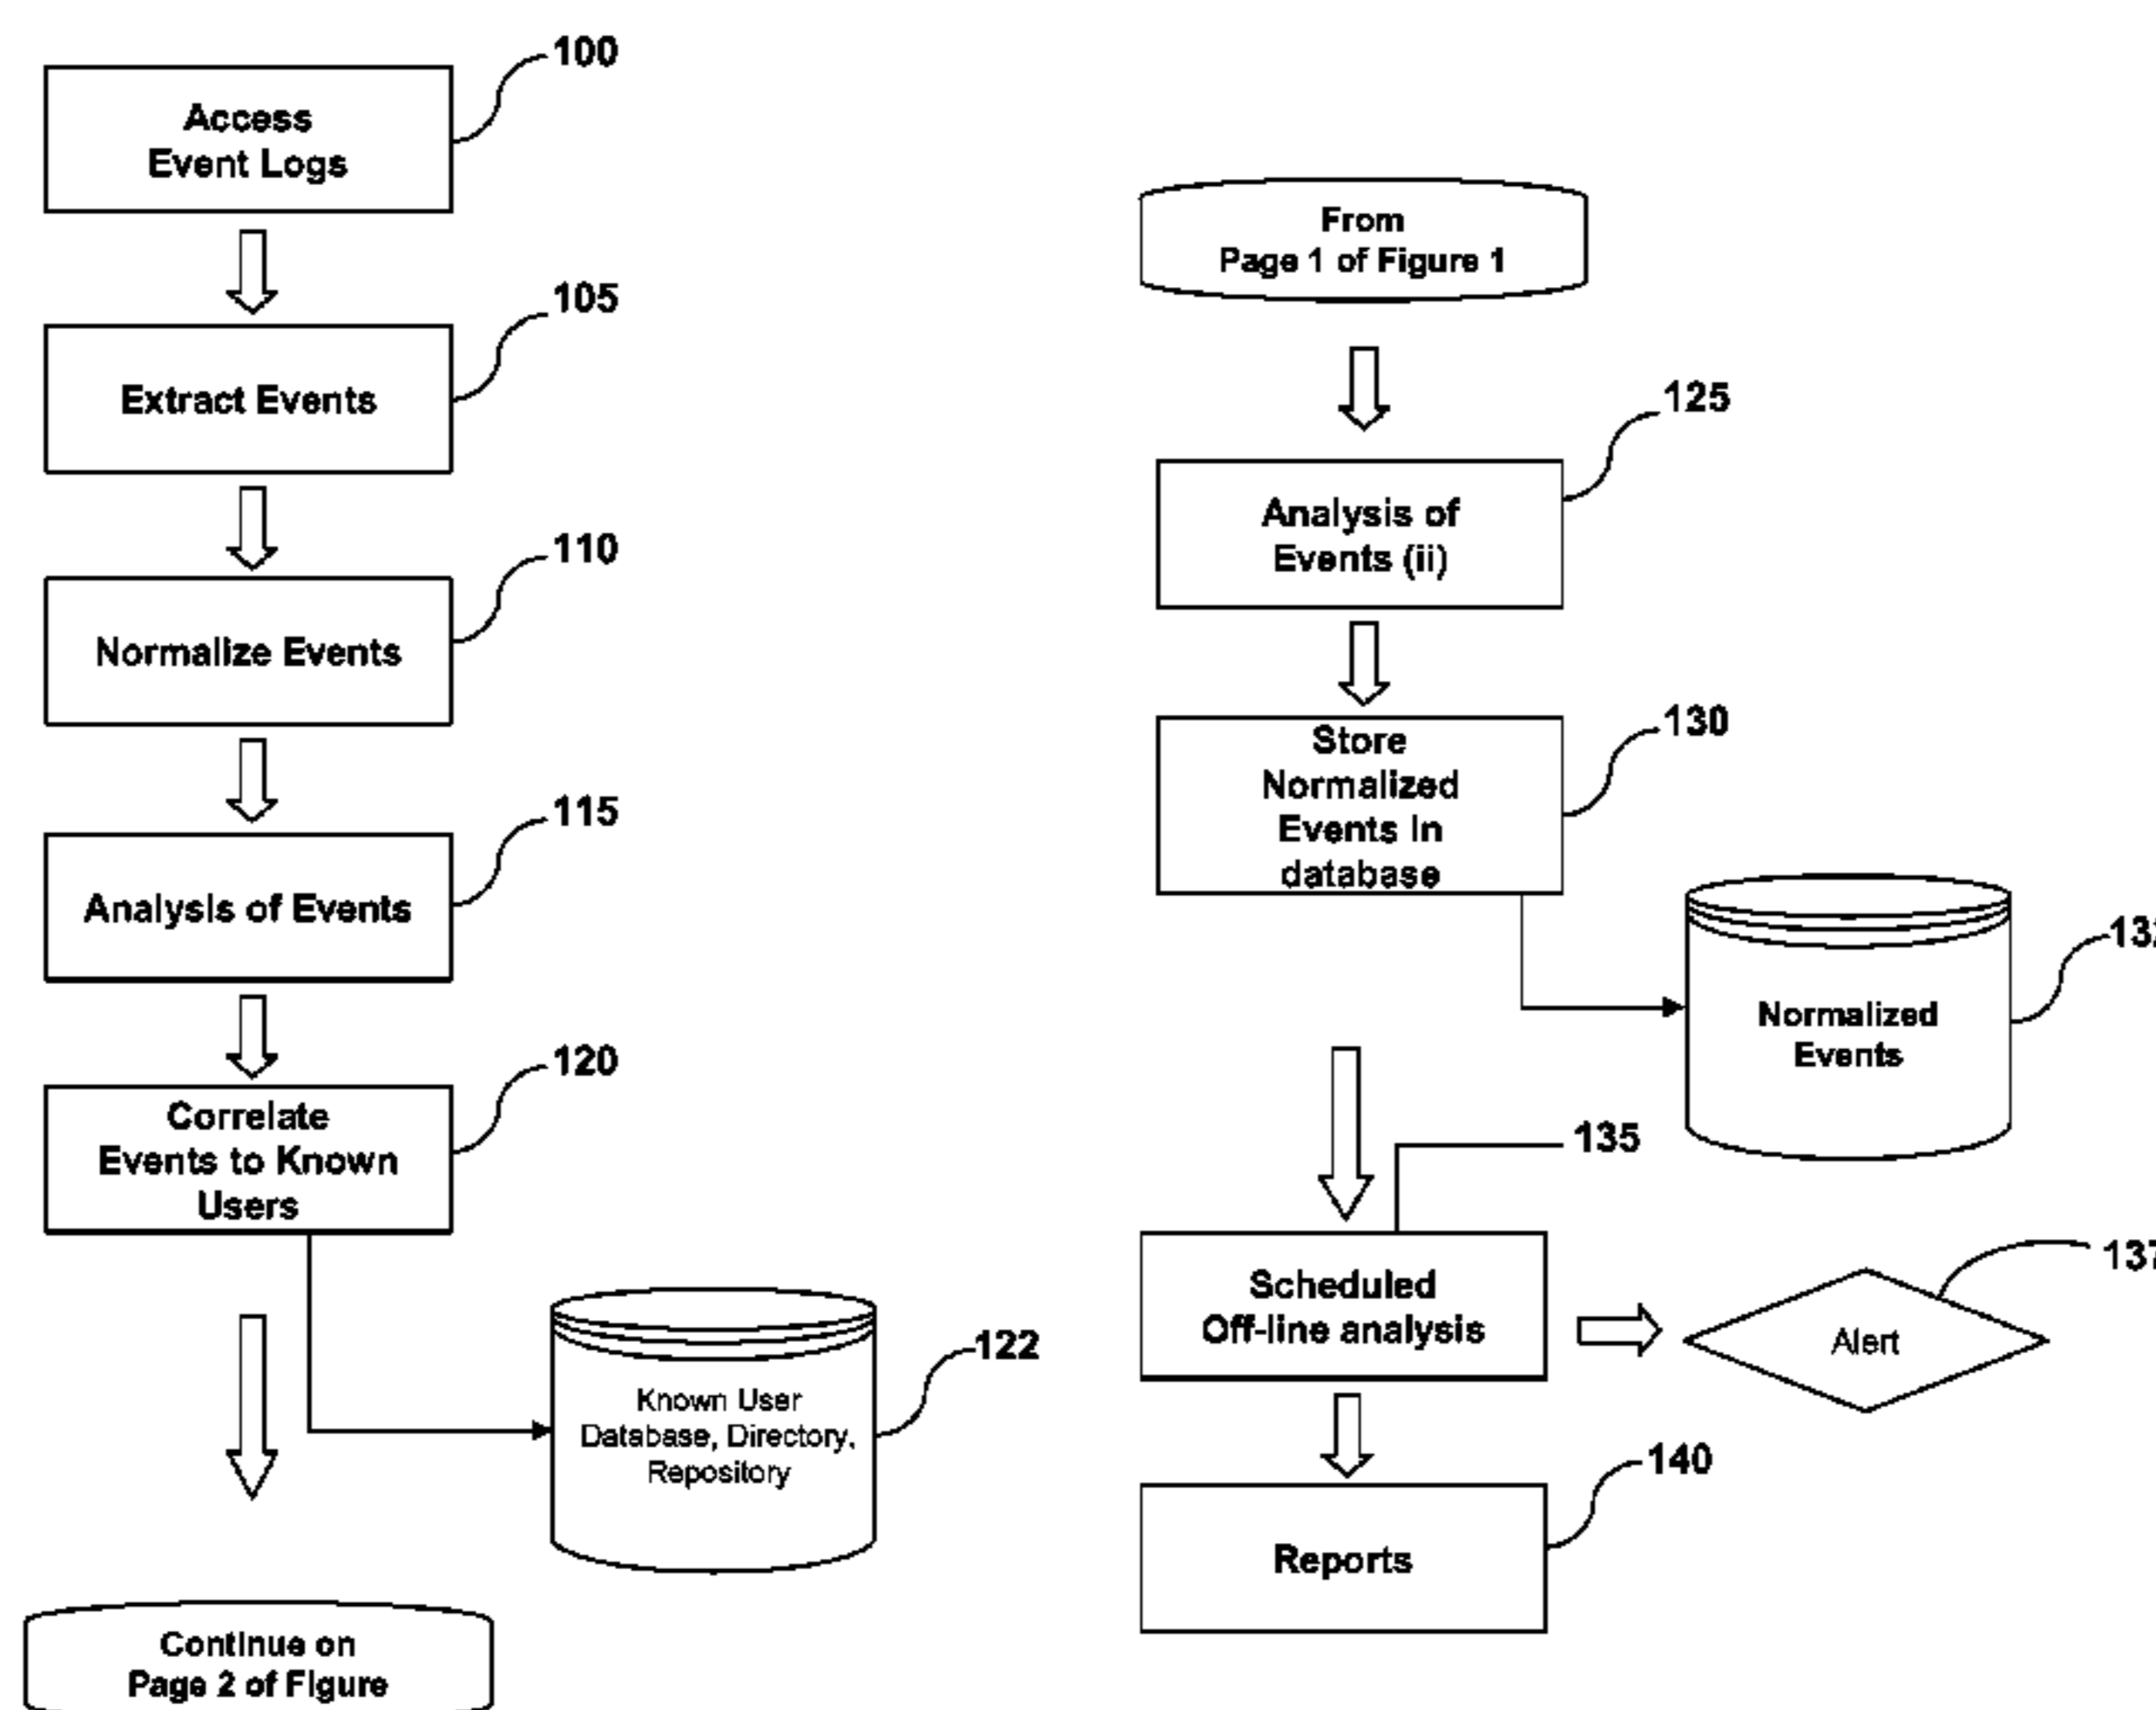 100
Access
Event Logs
105
Extract Events
110
Normalize Events
115
Analysis of Events
120
Correlate
Events to Known
Users
122
Known User
Database, Directory,
Repository
Continue on
Page 2 of Figure
From
Page 1 of Figure 1
125
Analysis of
Events (ii)
130
Store
Normalized
Events in
database
Normalized
Events
135
Scheduled
Off-line analysis
137
Alert
140
Reports